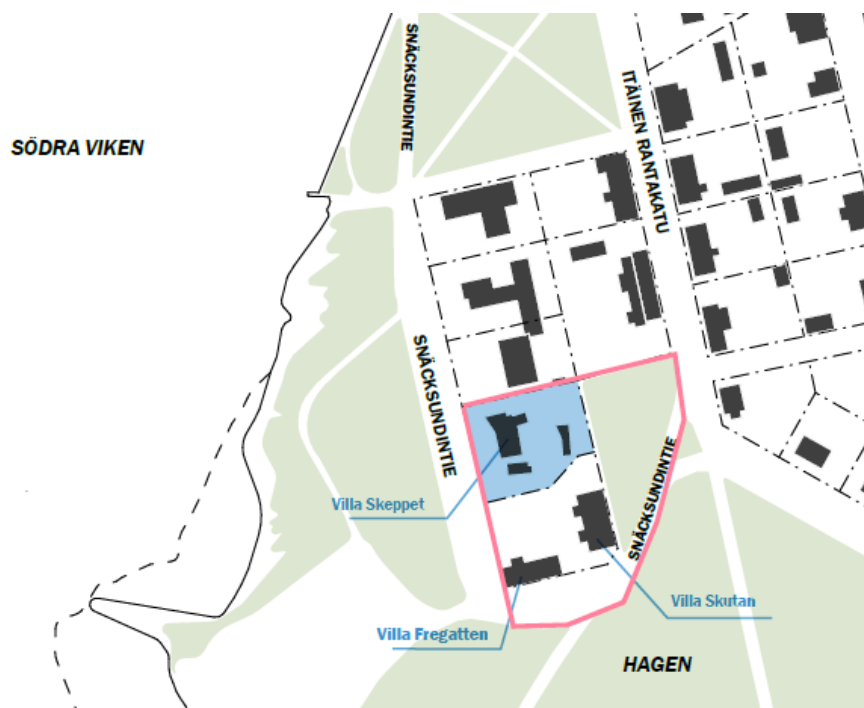 SNÄCKSUNDINTIE
ITÄINEN RANTAKATU
SÖDRA VIKEN
SNÄCKSUNDINTIE
SNÄCKSUNDINTIE
Villa Skeppet
Villa Skutan
Villa Fregatten
HAGEN